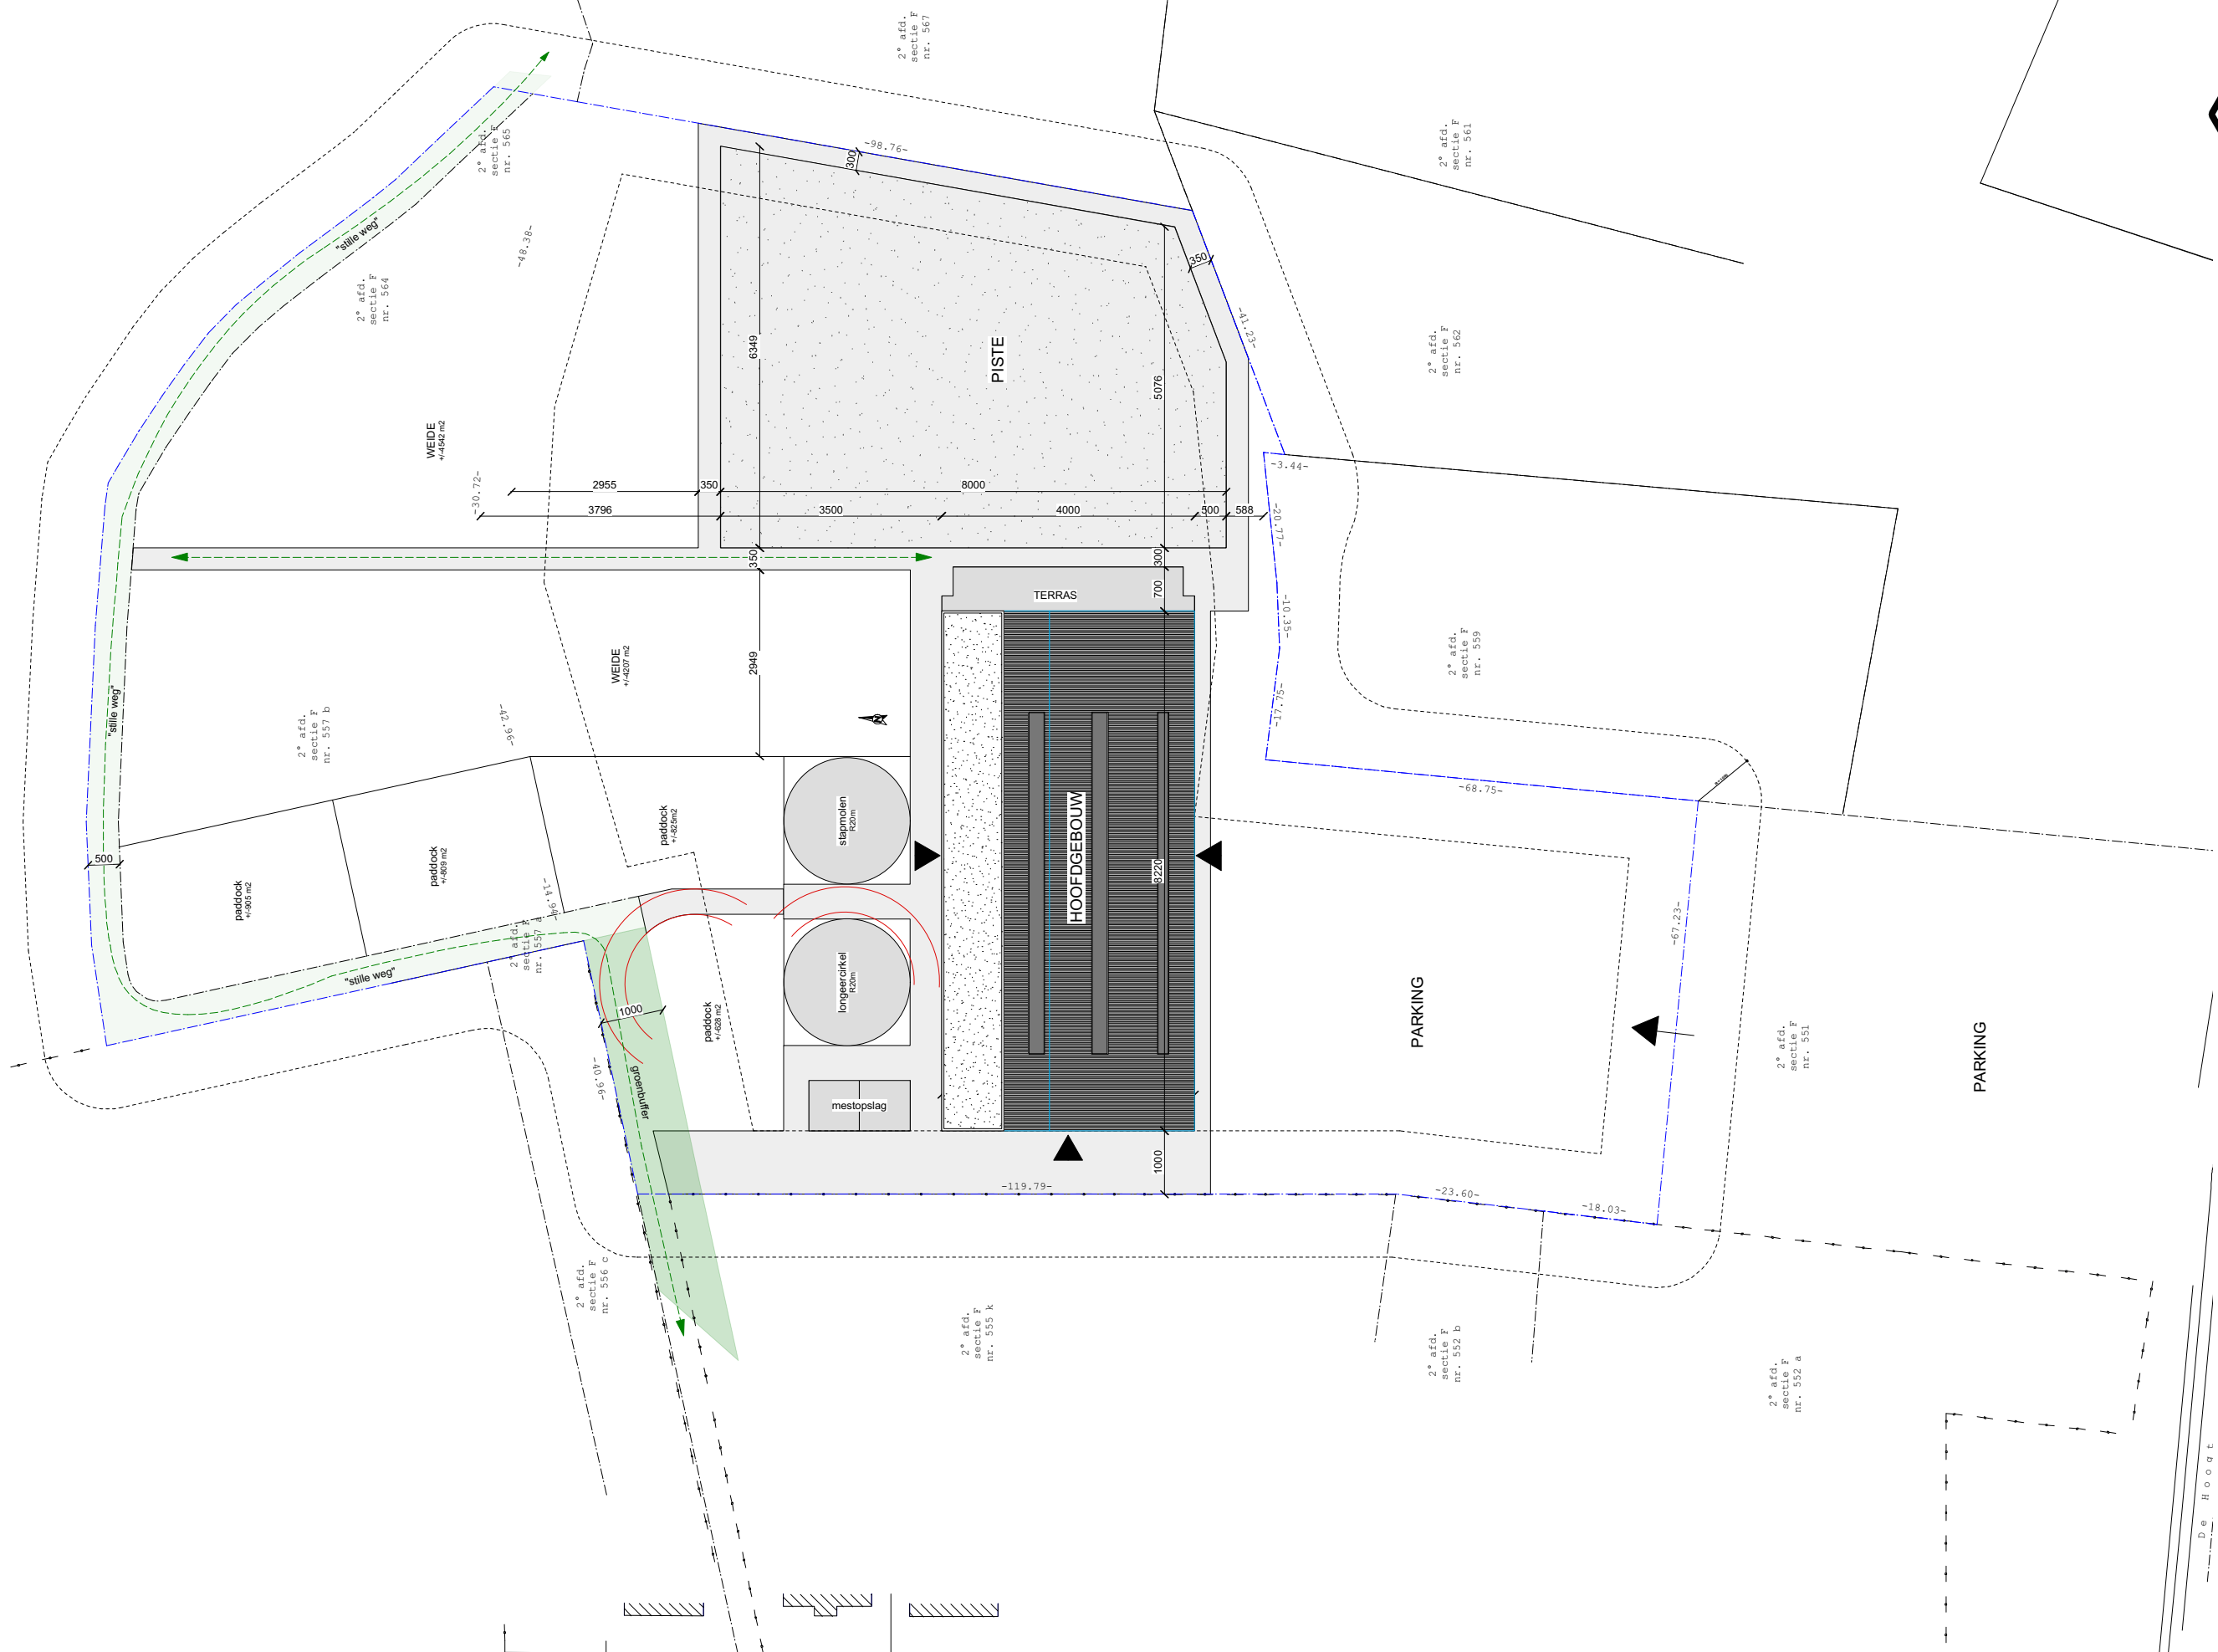 2° afd.
sectie F
nr. 567
2° afd.
sectie F
nr. 565
2° afd.
sectie F
nr. 561
"stille weg"
-98.76-
300
-48.38-
2° afd.
sectie F
nr. 564
350
-41.23-
6349
PISTE
5076
2° afd.
sectie F
nr. 562
WEIDE
+/-4542 m2
-30.72-
-3.44-
2955
350
8000
3796
3500
4000
500
588
-20.77-
350
300
700
TERRAS
-10.35-
2949
WEIDE
+/-4207 m2
2° afd.
sectie F
nr. 559
"stille weg"
2° afd.
sectie F
nr. 557 b
-42.96-
N
-17.75-
-68.75-
paddock
+/-825m2
stapmolen
R20m
HOOFDGEBOUW
8220
500
paddock
+/-905 m2
paddock
+/-809 m2
-14.94-
2° afd.
sectie F
nr. 557 a
-67.23-
"stille weg"
1000
paddock
+/-628 m2
longeercirkel
R200m
PARKING
2° afd.
sectie F
nr. 551
PARKING
-40.96-
groenbuffer
mestopslag
1000
-119.79-
-23.60-
-18.03-
2° afd.
sectie F
nr. 556 c
2° afd.
sectie F
nr. 555 k
2° afd.
sectie F
nr. 552 b
2° afd.
sectie F
nr. 552 a
De Hoogt